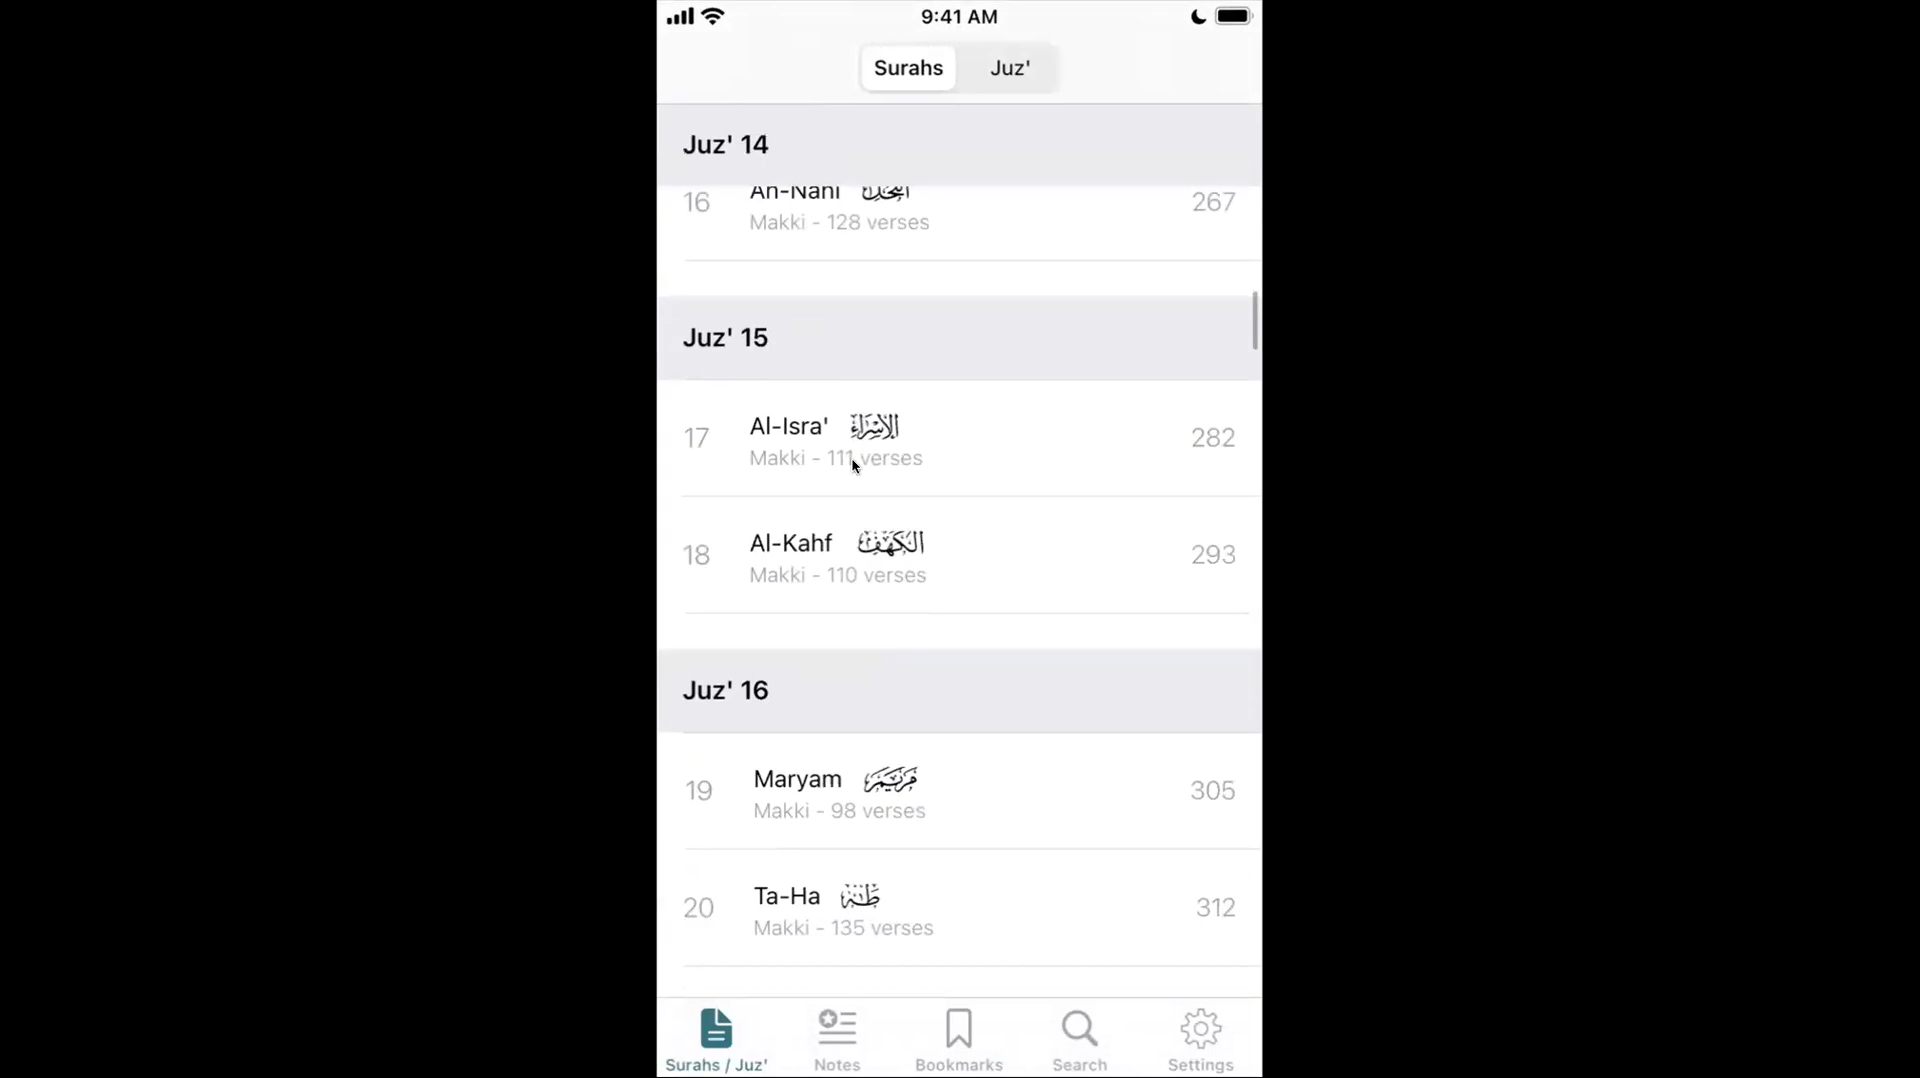 9:41 AM
Surahs Juz'
Juz' 14
16 An-Nahl النحل 267
Makki - 128 verses
Juz' 15
17 Al-Isra' الإسراء 282
Makki - 111 verses
18 Al-Kahf الكهف 293
Makki - 110 verses
Juz' 16
19 Maryam مريم 305
Makki - 98 verses
20 Ta-Ha طه 312
Makki - 135 verses
Surahs / Juz' Notes Bookmarks Search Settings